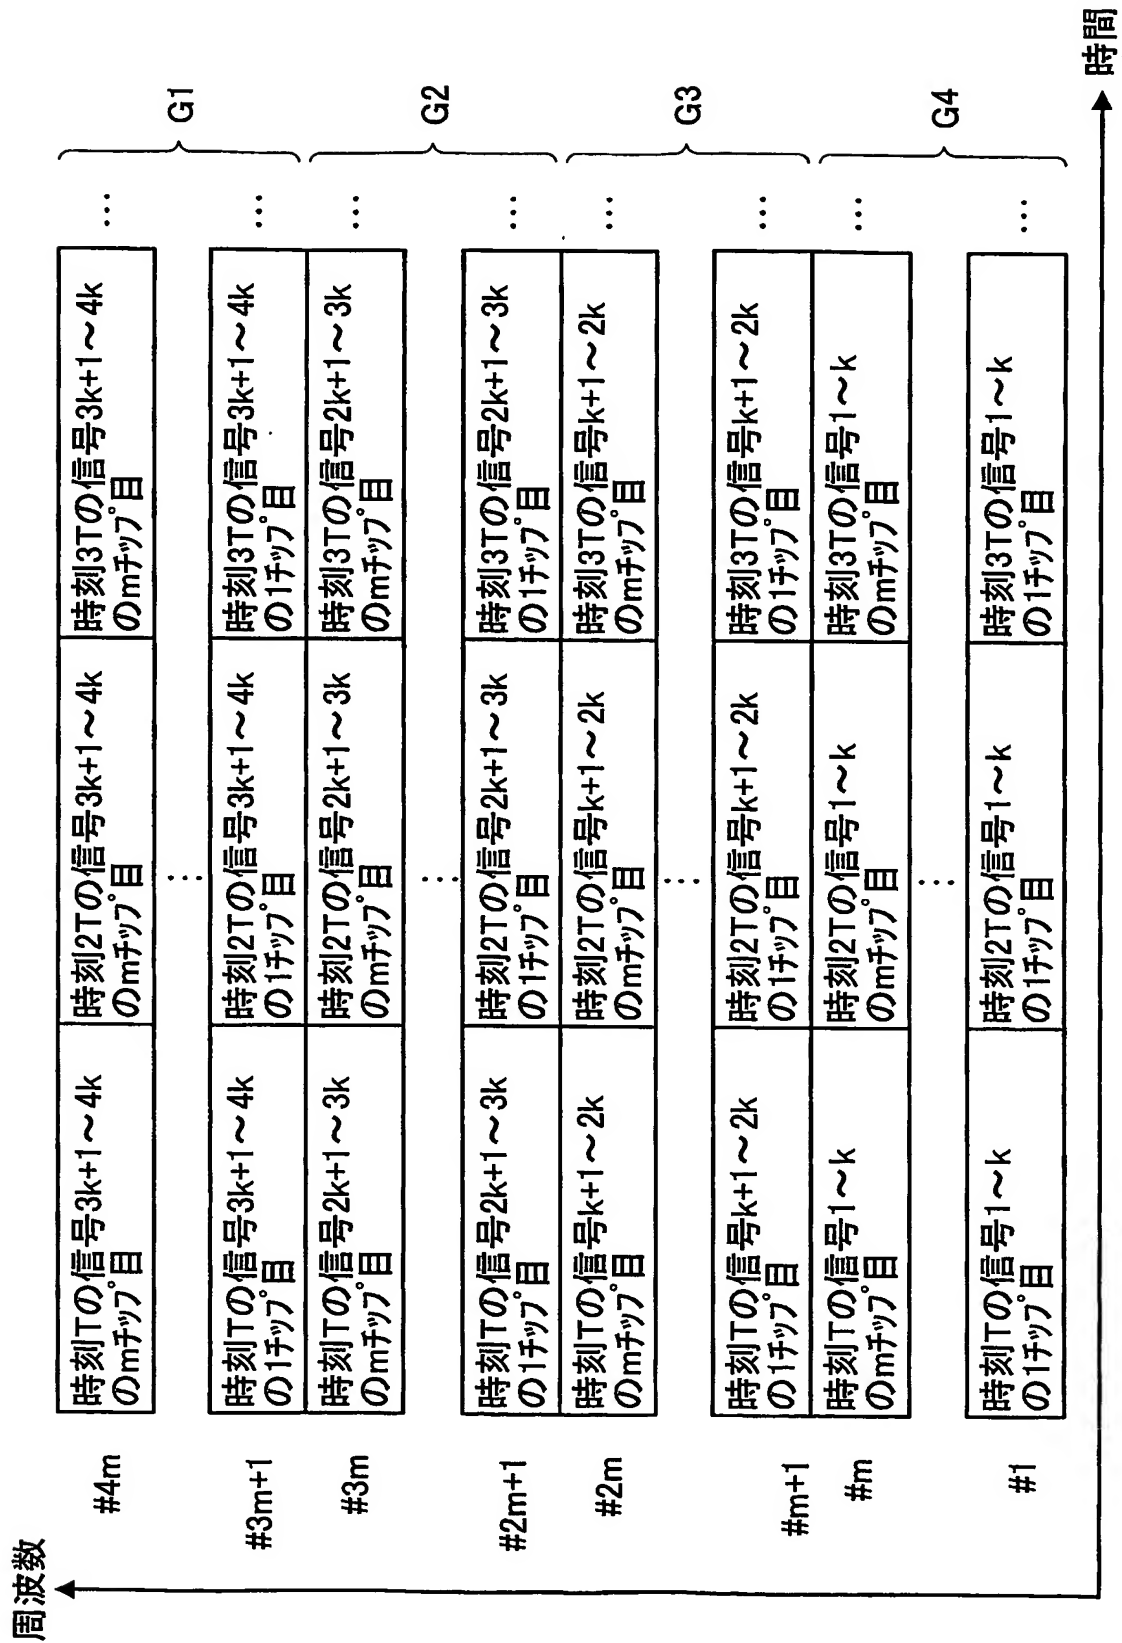 周波数
#4m
時刻Tの信号3k+1～4k
のmﾁｯﾌﾟ目
時刻2Tの信号3k+1～4k
のmﾁｯﾌﾟ目
時刻3Tの信号3k+1～4k
のmﾁｯﾌﾟ目
…
G1
⋮
#3m+1
時刻Tの信号3k+1～4k
の1ﾁｯﾌﾟ目
時刻2Tの信号3k+1～4k
の1ﾁｯﾌﾟ目
時刻3Tの信号3k+1～4k
の1ﾁｯﾌﾟ目
…
#3m
時刻Tの信号2k+1～3k
のmﾁｯﾌﾟ目
時刻2Tの信号2k+1～3k
のmﾁｯﾌﾟ目
時刻3Tの信号2k+1～3k
のmﾁｯﾌﾟ目
…
G2
⋮
#2m+1
時刻Tの信号2k+1～3k
の1ﾁｯﾌﾟ目
時刻2Tの信号2k+1～3k
の1ﾁｯﾌﾟ目
時刻3Tの信号2k+1～3k
の1ﾁｯﾌﾟ目
…
#2m
時刻Tの信号k+1～2k
のmﾁｯﾌﾟ目
時刻2Tの信号k+1～2k
のmﾁｯﾌﾟ目
時刻3Tの信号k+1～2k
のmﾁｯﾌﾟ目
…
G3
⋮
#m+1
時刻Tの信号k+1～2k
の1ﾁｯﾌﾟ目
時刻2Tの信号k+1～2k
の1ﾁｯﾌﾟ目
時刻3Tの信号k+1～2k
の1ﾁｯﾌﾟ目
…
#m
時刻Tの信号1～k
のmﾁｯﾌﾟ目
時刻2Tの信号1～k
のmﾁｯﾌﾟ目
時刻3Tの信号1～k
のmﾁｯﾌﾟ目
…
G4
⋮
#1
時刻Tの信号1～k
の1ﾁｯﾌﾟ目
時刻2Tの信号1～k
の1ﾁｯﾌﾟ目
時刻3Tの信号1～k
の1ﾁｯﾌﾟ目
…
時間